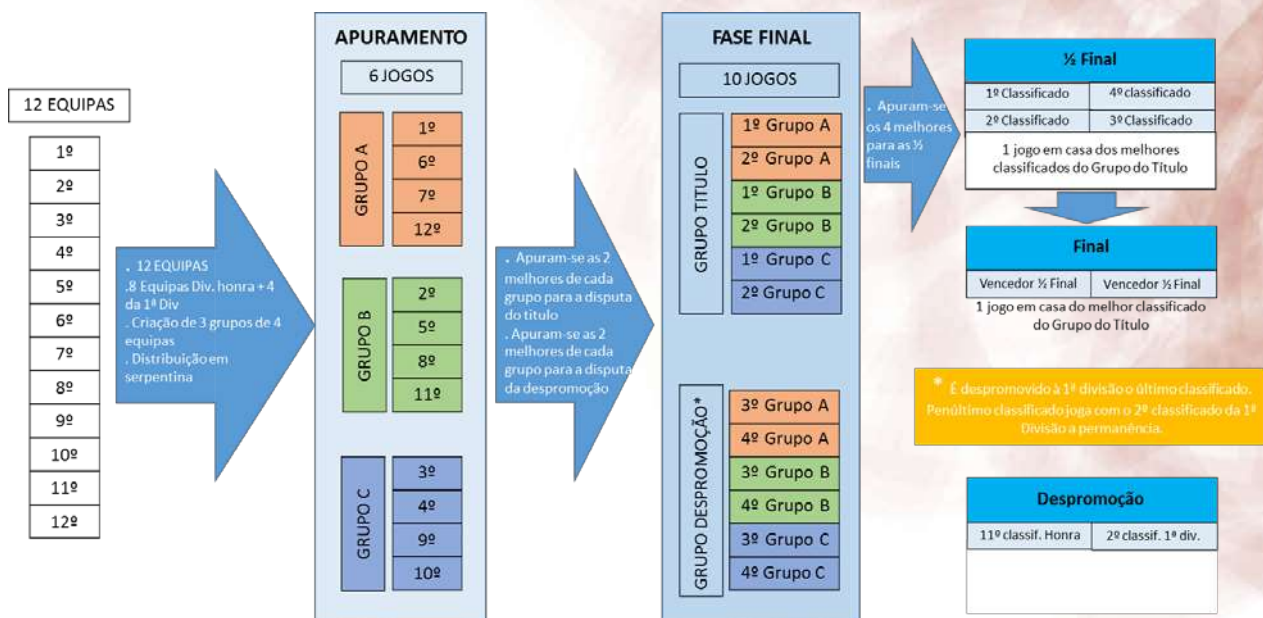 12 EQUIPAS
1º
2º
3º
4º
5º
6º
7º
8º
9º
10º
11º
12º
. 12 EQUIPAS
.8 Equipas Div. honra + 4
da 1ª Div
. Criação de 3 grupos de 4
equipas
. Distribuição em
serpentina
APURAMENTO
6 JOGOS
GRUPO A
1º
6º
7º
12º
GRUPO B
2º
5º
8º
11º
GRUPO C
3º
4º
9º
10º
. Apuram-se as 2
melhores de cada
grupo para a disputa
do titulo
. Apuram-se as 2
melhores de cada
grupo para a disputa
da despromoção
FASE FINAL
10 JOGOS
GRUPO TITULO
1º Grupo A
2º Grupo A
1º Grupo B
2º Grupo B
1º Grupo C
2º Grupo C
GRUPO DESPROMOÇÃO*
3º Grupo A
4º Grupo A
3º Grupo B
4º Grupo B
3º Grupo C
4º Grupo C
. Apuram-se
os 4 melhores
para as ½
finais
½ Final
1º Classificado 4º classificado
2º Classificado 3º Classificado
1 jogo em casa dos melhores
classificados do Grupo do Título
Final
Vencedor ½ Final Vencedor ½ Final
1 jogo em casa do melhor classificado
do Grupo do Título
* É despromovido à 1ª divisão o último classificado.
Penúltimo classificado joga com o 2º classificado da 1ª
Divisão a permanência.
Despromoção
11º classif. Honra 2º classif. 1ª div.